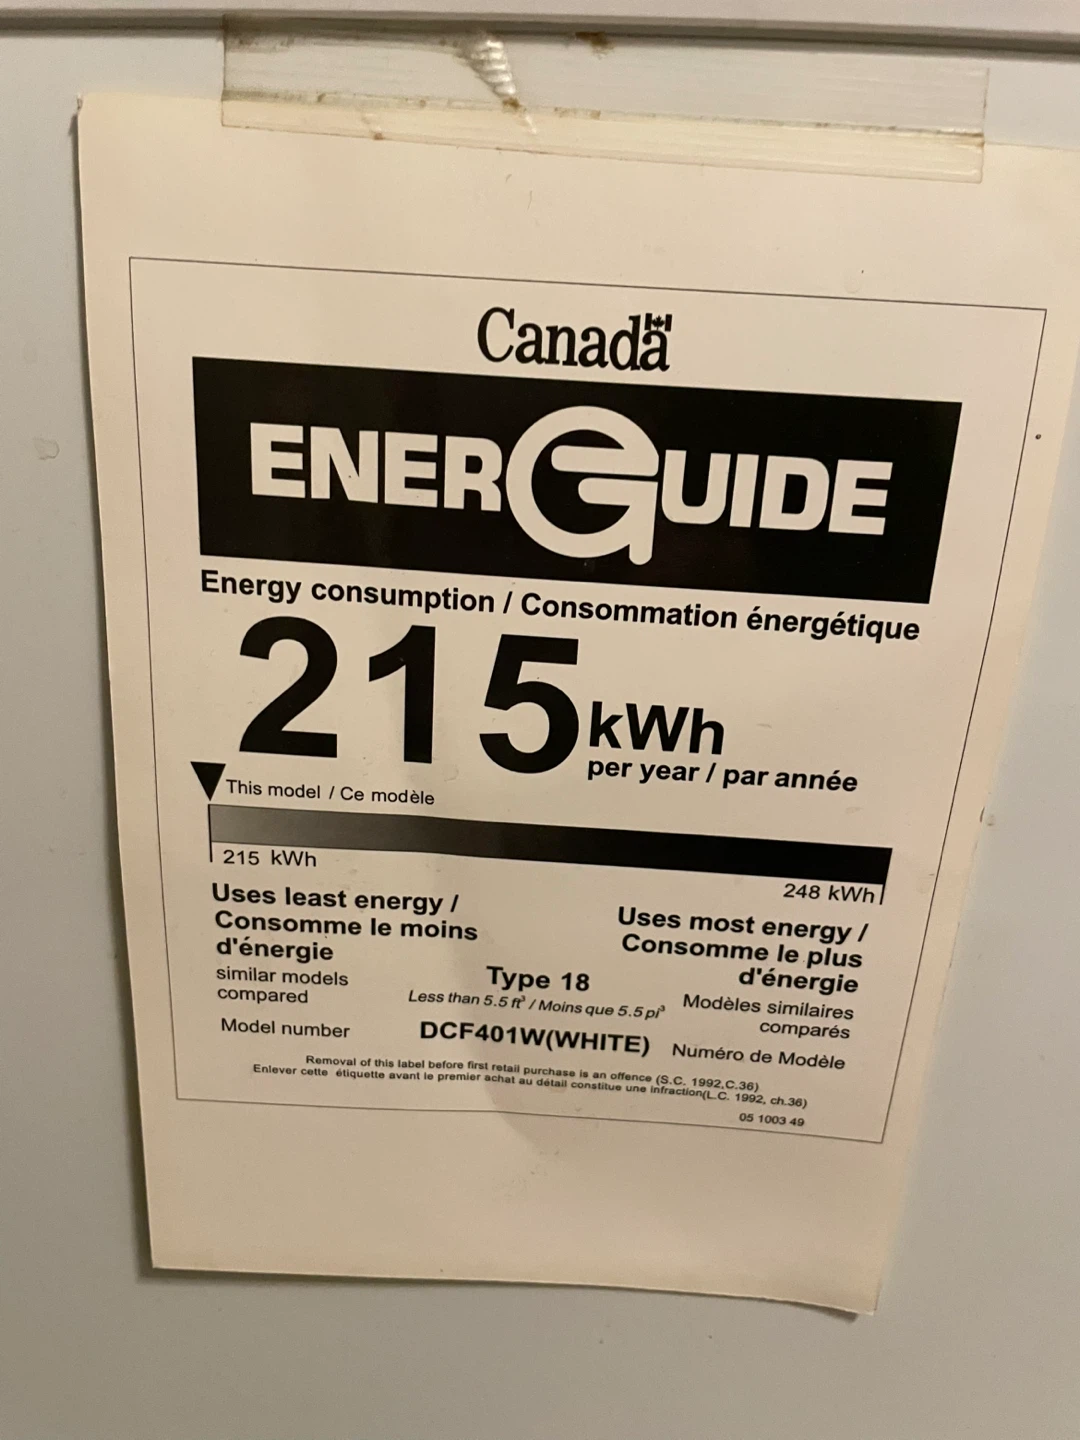 Canada
ENERGUIDE
Energy consumption / Consommation énergétique
215 kWh
per year / par année
This model / Ce modèle
215 kWh
248 kWh
Uses least energy /
Consomme le moins
d'énergie
similar models
compared
Uses most energy /
Consomme le plus
d'énergie
Modèles similaires
comparés
Type 18
Less than 5.5 ft³ / Moins que 5.5 pi³
Model number DCF401W(WHITE) Numéro de Modèle
Removal of this label before first retail purchase is an offence (S.C. 1992,C.36)
Enlever cette étiquette avant le premier achat au détail constitue une infraction(L.C. 1992, ch.36)
05 1003 49